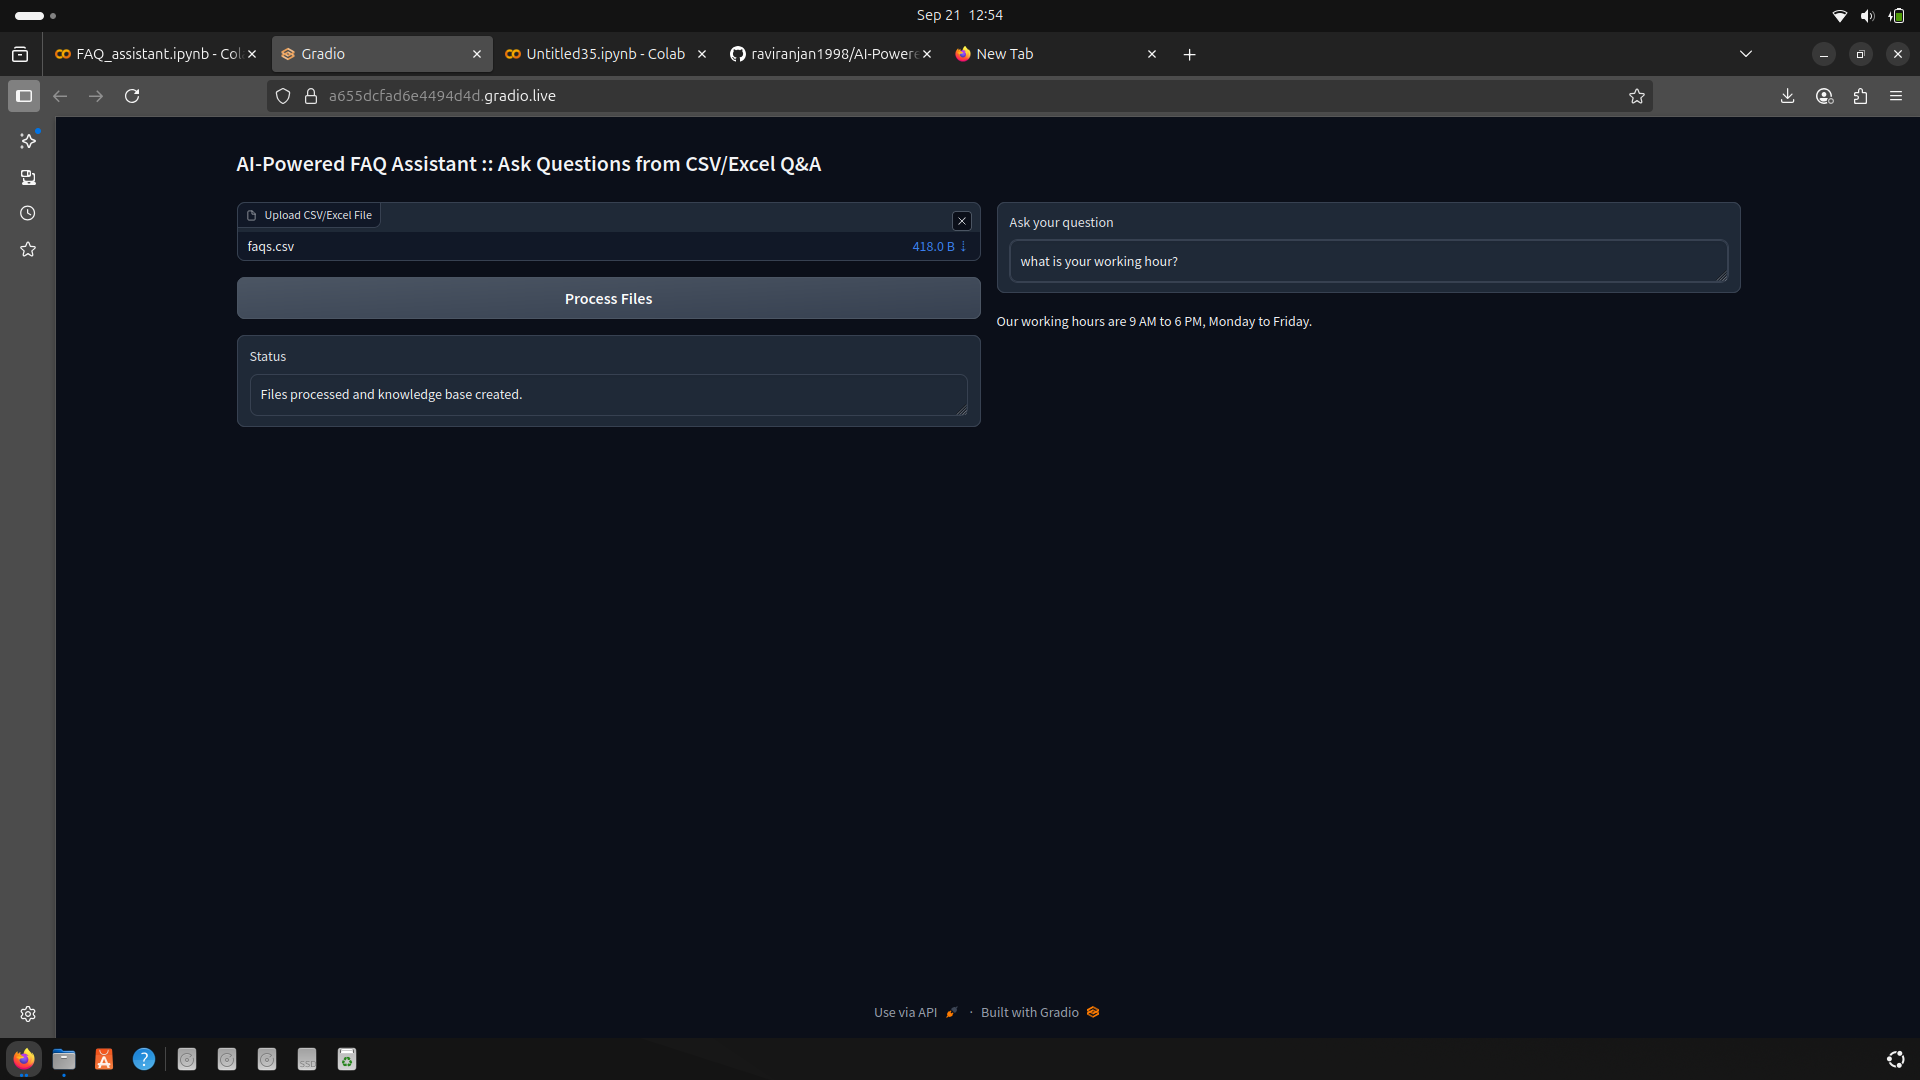 Sep 21 12:54
FAQ_assistant.ipynb - Col
Gradio
Untitled35.ipynb - Colab
raviranjan1998/AI-Powere
New Tab
a655dcfad6e4494d4d.gradio.live
AI-Powered FAQ Assistant :: Ask Questions from CSV/Excel Q&A
Upload CSV/Excel File
faqs.csv
418.0 B ↓
Process Files
Status
Files processed and knowledge base created.
Ask your question
what is your working hour?
Our working hours are 9 AM to 6 PM, Monday to Friday.
Use via API · Built with Gradio
SSD